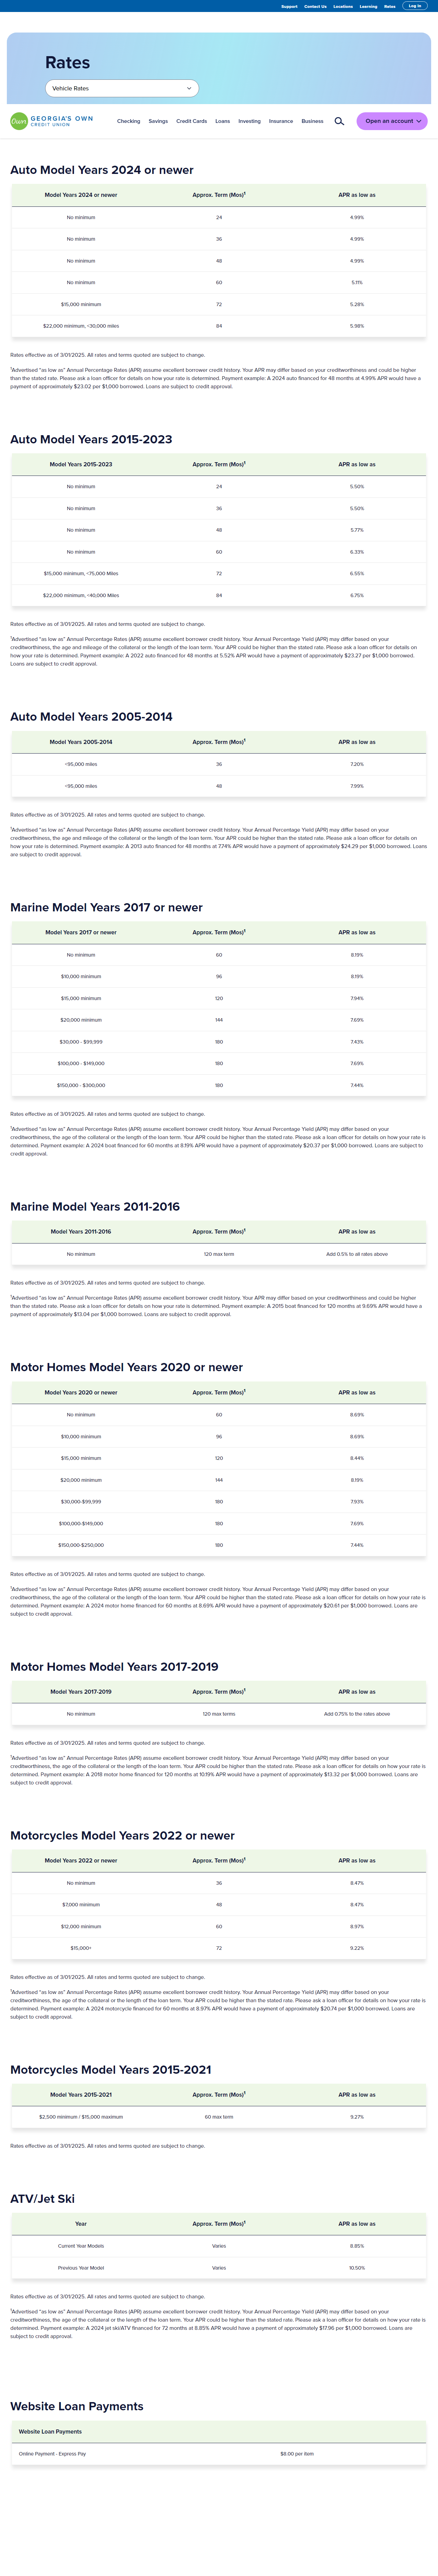 Support Contact Us Locations Learning Rates Log In
Rates
Vehicle Rates
Own GEORGIA'S OWN
CREDIT UNION
Checking Savings Credit Cards Loans Investing Insurance Business Open an account
Auto Model Years 2024 or newer
Model Years 2024 or newer Approx. Term (Mos)‡ APR as low as
No minimum 24 4.99%
No minimum 36 4.99%
No minimum 48 4.99%
No minimum 60 5.11%
$15,000 minimum 72 5.28%
$22,000 minimum, <30,000 miles 84 5.98%
Rates effective as of 3/01/2025. All rates and terms quoted are subject to change.
‡Advertised "as low as" Annual Percentage Rates (APR) assume excellent borrower credit history. Your APR may differ based on your creditworthiness and could be higher
than the stated rate. Please ask a loan officer for details on how your rate is determined. Payment example: A 2024 auto financed for 48 months at 4.99% APR would have a
payment of approximately $23.02 per $1,000 borrowed. Loans are subject to credit approval.
Auto Model Years 2015-2023
Model Years 2015-2023 Approx. Term (Mos)‡ APR as low as
No minimum 24 5.50%
No minimum 36 5.50%
No minimum 48 5.77%
No minimum 60 6.33%
$15,000 minimum, <75,000 Miles 72 6.55%
$22,000 minimum, <40,000 Miles 84 6.75%
Rates effective as of 3/01/2025. All rates and terms quoted are subject to change.
‡Advertised "as low as" Annual Percentage Rates (APR) assume excellent borrower credit history. Your Annual Percentage Yield (APR) may differ based on your
creditworthiness, the age and mileage of the collateral or the length of the loan term. Your APR could be higher than the stated rate. Please ask a loan officer for details on
how your rate is determined. Payment example: A 2022 auto financed for 48 months at 5.52% APR would have a payment of approximately $23.27 per $1,000 borrowed.
Loans are subject to credit approval.
Auto Model Years 2005-2014
Model Years 2005-2014 Approx. Term (Mos)‡ APR as low as
<95,000 miles 36 7.20%
<95,000 miles 48 7.99%
Rates effective as of 3/01/2025. All rates and terms quoted are subject to change.
‡Advertised "as low as" Annual Percentage Rates (APR) assume excellent borrower credit history. Your Annual Percentage Yield (APR) may differ based on your
creditworthiness, the age and mileage of the collateral or the length of the loan term. Your APR could be higher than the stated rate. Please ask a loan officer for details on
how your rate is determined. Payment example: A 2013 auto financed for 48 months at 7.74% APR would have a payment of approximately $24.29 per $1,000 borrowed. Loans
are subject to credit approval.
Marine Model Years 2017 or newer
Model Years 2017 or newer Approx. Term (Mos)‡ APR as low as
No minimum 60 8.19%
$10,000 minimum 96 8.19%
$15,000 minimum 120 7.94%
$20,000 minimum 144 7.69%
$30,000 - $99,999 180 7.43%
$100,000 - $149,000 180 7.69%
$150,000 - $300,000 180 7.44%
Rates effective as of 3/01/2025. All rates and terms quoted are subject to change.
‡Advertised "as low as" Annual Percentage Rates (APR) assume excellent borrower credit history. Your Annual Percentage Yield (APR) may differ based on your
creditworthiness, the age of the collateral or the length of the loan term. Your APR could be higher than the stated rate. Please ask a loan officer for details on how your rate is
determined. Payment example: A 2024 boat financed for 60 months at 8.19% APR would have a payment of approximately $20.37 per $1,000 borrowed. Loans are subject to
credit approval.
Marine Model Years 2011-2016
Model Years 2011-2016 Approx. Term (Mos)‡ APR as low as
No minimum 120 max term Add 0.5% to all rates above
Rates effective as of 3/01/2025. All rates and terms quoted are subject to change.
‡Advertised "as low as" Annual Percentage Rates (APR) assume excellent borrower credit history. Your APR may differ based on your creditworthiness and could be higher
than the stated rate. Please ask a loan officer for details on how your rate is determined. Payment example: A 2015 boat financed for 120 months at 9.69% APR would have a
payment of approximately $13.04 per $1,000 borrowed. Loans are subject to credit approval.
Motor Homes Model Years 2020 or newer
Model Years 2020 or newer Approx. Term (Mos)‡ APR as low as
No minimum 60 8.69%
$10,000 minimum 96 8.69%
$15,000 minimum 120 8.44%
$20,000 minimum 144 8.19%
$30,000-$99,999 180 7.93%
$100,000-$149,000 180 7.69%
$150,000-$250,000 180 7.44%
Rates effective as of 3/01/2025. All rates and terms quoted are subject to change.
‡Advertised "as low as" Annual Percentage Rates (APR) assume excellent borrower credit history. Your Annual Percentage Yield (APR) may differ based on your
creditworthiness, the age of the collateral or the length of the loan term. Your APR could be higher than the stated rate. Please ask a loan officer for details on how your rate is
determined. Payment example: A 2024 motor home financed for 60 months at 8.69% APR would have a payment of approximately $20.61 per $1,000 borrowed. Loans are
subject to credit approval.
Motor Homes Model Years 2017-2019
Model Years 2017-2019 Approx. Term (Mos)‡ APR as low as
No minimum 120 max terms Add 0.75% to the rates above
Rates effective as of 3/01/2025. All rates and terms quoted are subject to change.
‡Advertised "as low as" Annual Percentage Rates (APR) assume excellent borrower credit history. Your Annual Percentage Yield (APR) may differ based on your
creditworthiness, the age of the collateral or the length of the loan term. Your APR could be higher than the stated rate. Please ask a loan officer for details on how your rate is
determined. Payment example: A 2018 motor home financed for 120 months at 10.19% APR would have a payment of approximately $13.32 per $1,000 borrowed. Loans are
subject to credit approval.
Motorcycles Model Years 2022 or newer
Model Years 2022 or newer Approx. Term (Mos)‡ APR as low as
No minimum 36 8.47%
$7,000 minimum 48 8.47%
$12,000 minimum 60 8.97%
$15,000+ 72 9.22%
Rates effective as of 3/01/2025. All rates and terms quoted are subject to change.
‡Advertised "as low as" Annual Percentage Rates (APR) assume excellent borrower credit history. Your Annual Percentage Yield (APR) may differ based on your
creditworthiness, the age of the collateral or the length of the loan term. Your APR could be higher than the stated rate. Please ask a loan officer for details on how your rate is
determined. Payment example: A 2024 motorcycle financed for 60 months at 8.97% APR would have a payment of approximately $20.74 per $1,000 borrowed. Loans are
subject to credit approval.
Motorcycles Model Years 2015-2021
Model Years 2015-2021 Approx. Term (Mos)‡ APR as low as
$2,500 minimum / $15,000 maximum 60 max term 9.27%
Rates effective as of 3/01/2025. All rates and terms quoted are subject to change.
ATV/Jet Ski
Year Approx. Term (Mos)‡ APR as low as
Current Year Models Varies 8.85%
Previous Year Model Varies 10.50%
Rates effective as of 3/01/2025. All rates and terms quoted are subject to change.
‡Advertised "as low as" Annual Percentage Rates (APR) assume excellent borrower credit history. Your Annual Percentage Yield (APR) may differ based on your
creditworthiness, the age of the collateral or the length of the loan term. Your APR could be higher than the stated rate. Please ask a loan officer for details on how your rate is
determined. Payment example: A 2024 jet ski/ATV financed for 72 months at 8.85% APR would have a payment of approximately $17.96 per $1,000 borrowed. Loans are
subject to credit approval.
Website Loan Payments
Website Loan Payments
Online Payment - Express Pay $8.00 per item